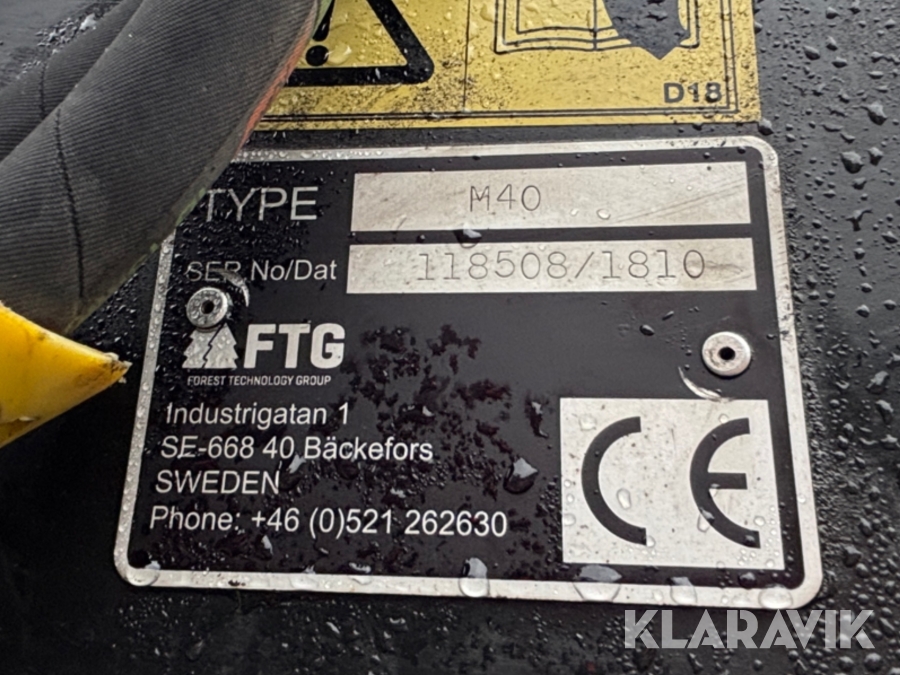 D18
TYPE M40
SER No/Dat 118508/1810
FTG
FOREST TECHNOLOGY GROUP
Industrigatan 1
SE-668 40 Bäckefors
SWEDEN
Phone: +46 (0)521 262630
CE
KLARAVIK